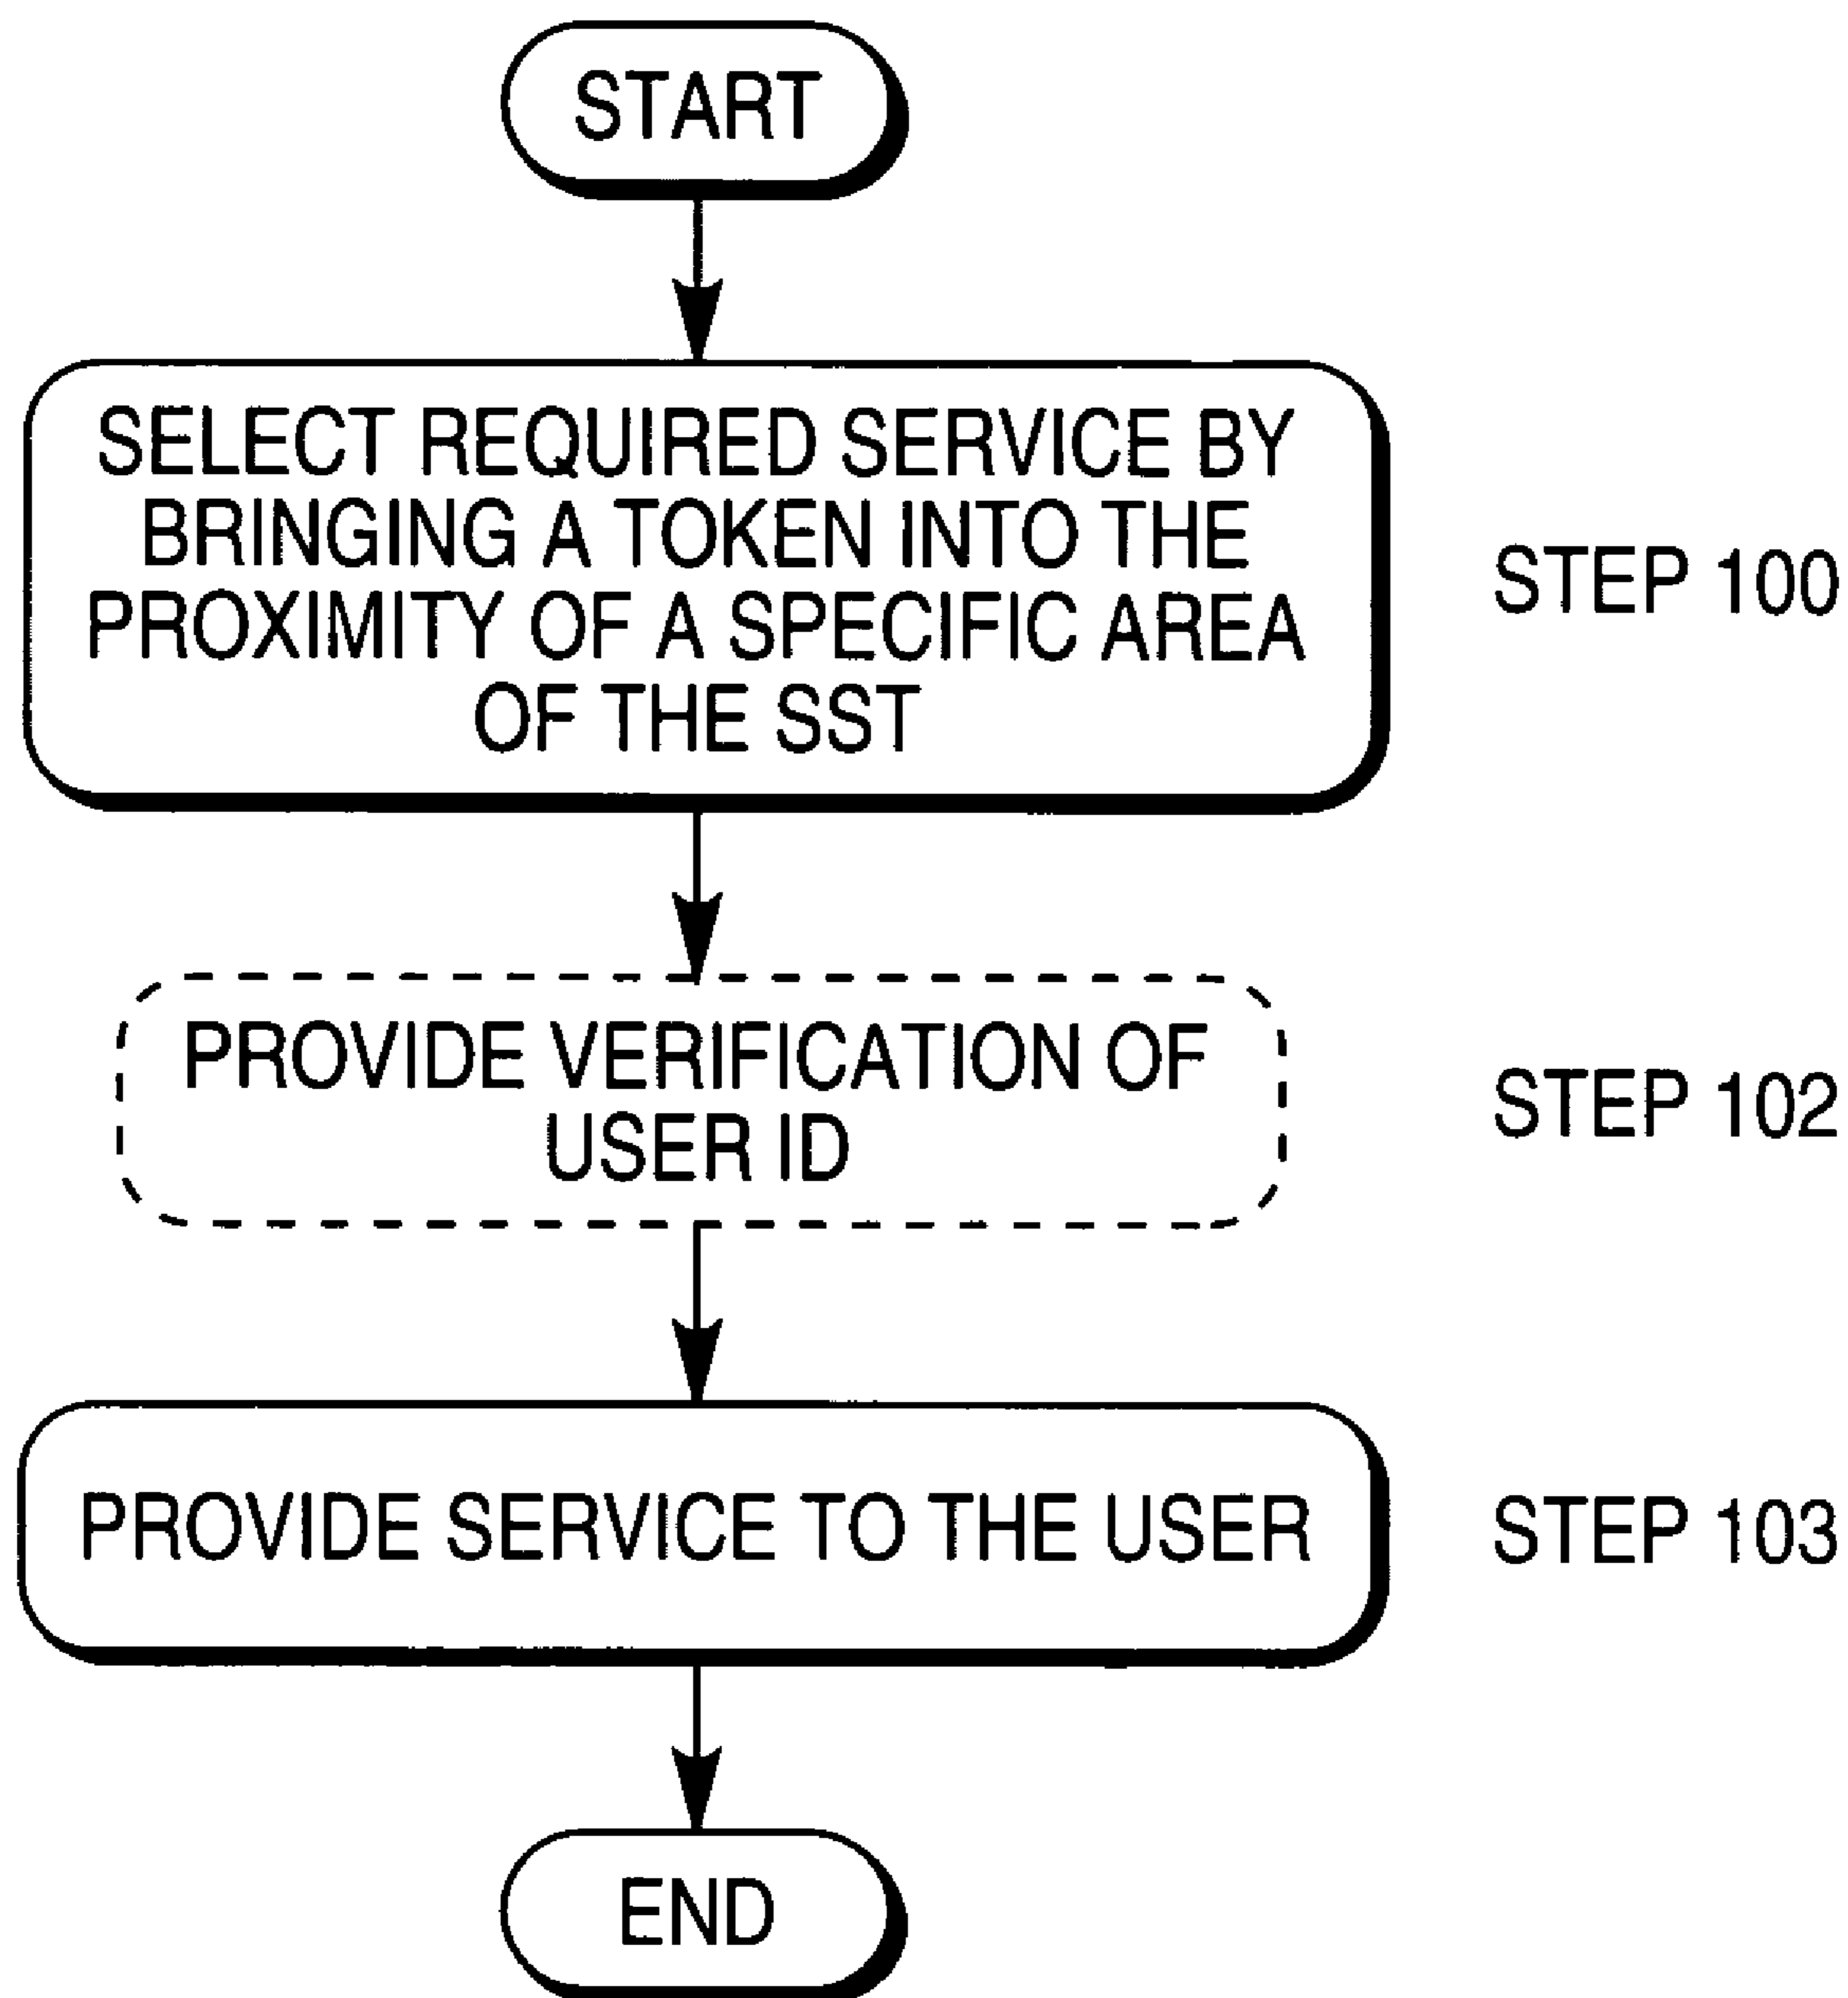 START
SELECT REQUIRED SERVICE BY
BRINGING A TOKEN INTO THE
PROXIMITY OF A SPECIFIC AREA
OF THE SST
STEP 100
PROVIDE VERIFICATION OF
USER ID
STEP 102
PROVIDE SERVICE TO THE USER
STEP 103
END